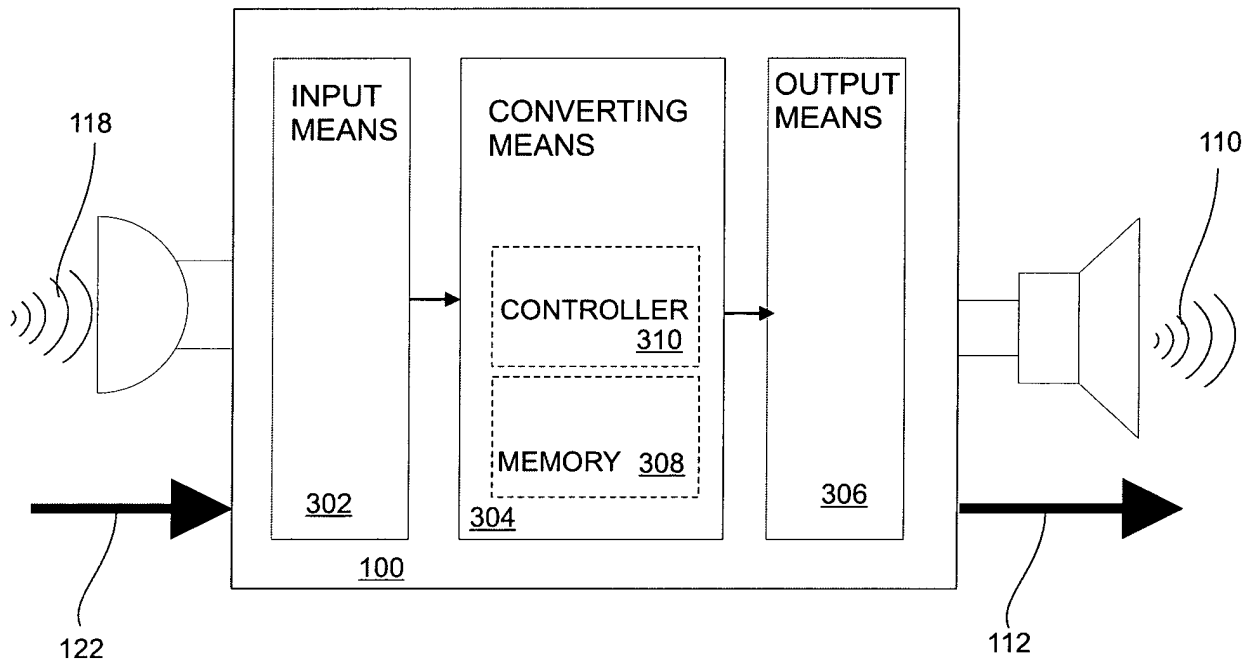 INPUT
MEANS
302
CONVERTING
MEANS
CONTROLLER
310
MEMORY 308
304
OUTPUT
MEANS
306
100
118
110
122
112